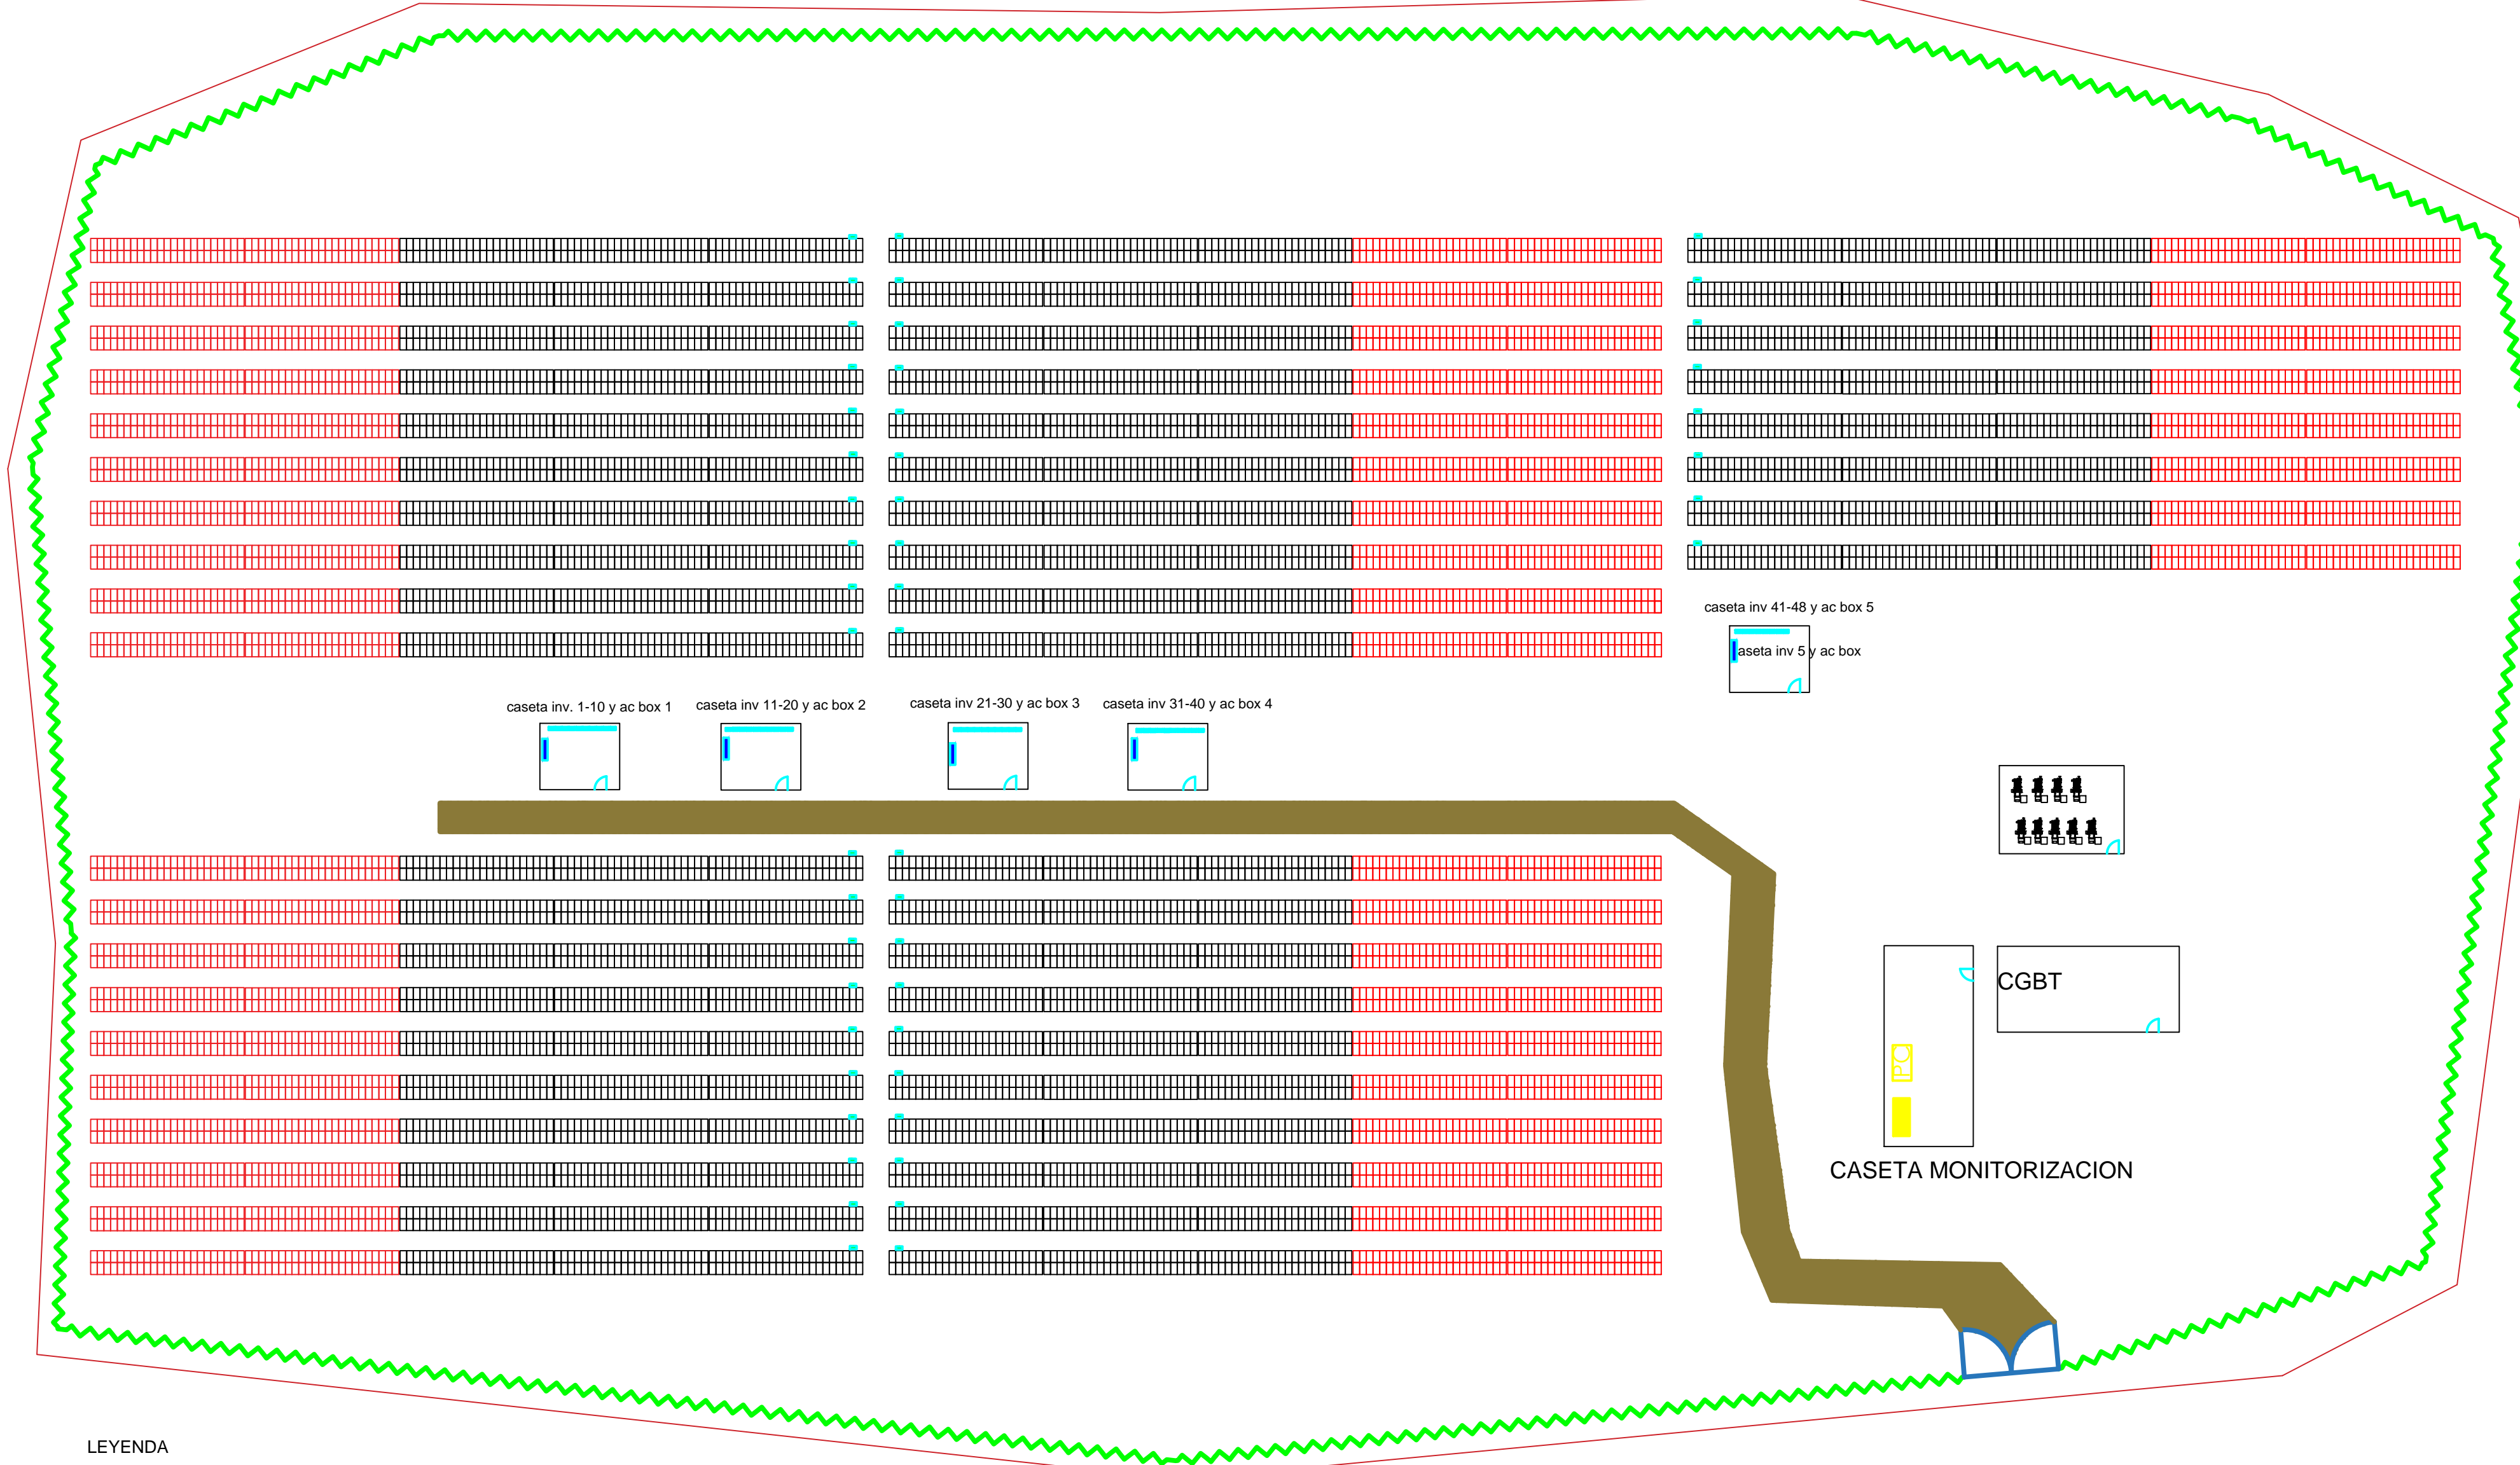 caseta inv 41-48 y ac box 5
aseta inv 5 y ac box
caseta inv. 1-10 y ac box 1
caseta inv 11-20 y ac box 2
caseta inv 21-30 y ac box 3
caseta inv 31-40 y ac box 4
CGBT
PC
CASETA MONITORIZACION
LEYENDA